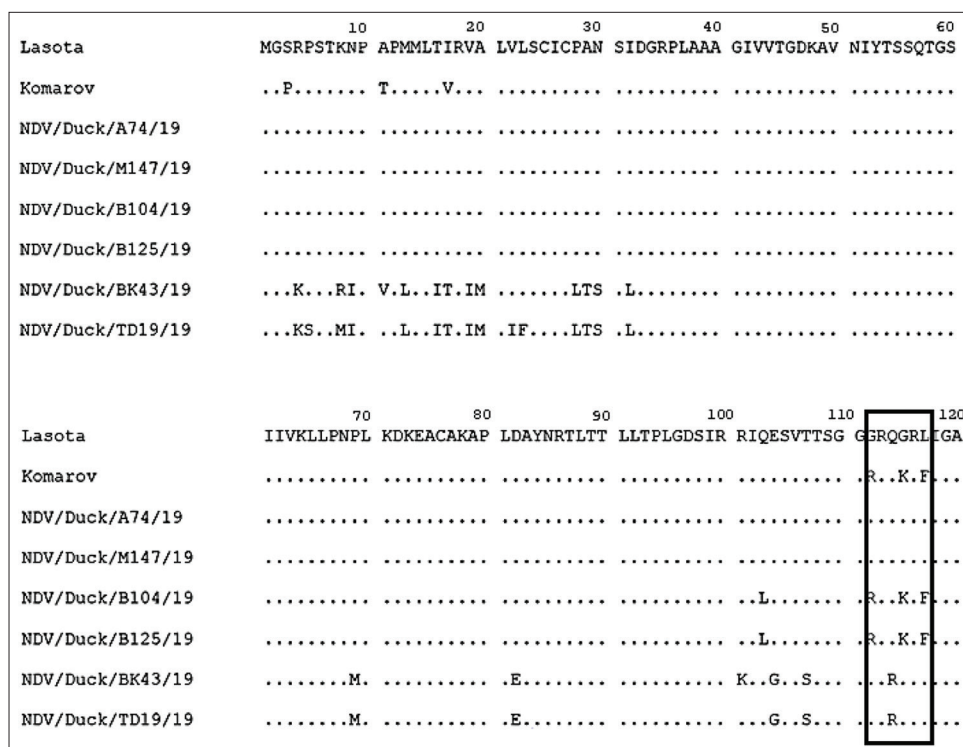 10 20 30 40 50 60
Lasota MGSRPSTKNP APMMLTIRVA LVLSCICPAN SIDGRPLAAA GIVVTGDKAV NIYTSSQTGS
Komarov ..P....... T.....V... .......... .......... .......... ..........
NDV/Duck/A74/19 .......... .......... .......... .......... .......... ..........
NDV/Duck/M147/19 .......... .......... .......... .......... .......... ..........
NDV/Duck/B104/19 .......... .......... .......... .......... .......... ..........
NDV/Duck/B125/19 .......... .......... .......... .......... .......... ..........
NDV/Duck/BK43/19 ...K...RI. V.L..IT.IM .......LTS .L........ .......... ..........
NDV/Duck/TD19/19 ...KS..MI. ..L..IT.IM .IF....LTS .L........ .......... ..........
70 80 90 100 110 120
Lasota IIVKLLPNPL KDKEACAKAP LDAYNRTLTT LLTPLGDSIR RIQESVTTSG GGRQGRLIGA
Komarov .......... .......... .......... .......... .......... .R..K.F...
NDV/Duck/A74/19 .......... .......... .......... .......... .......... ..........
NDV/Duck/M147/19 .......... .......... .......... .......... .......... ..........
NDV/Duck/B104/19 .......... .......... .......... .......... ..L....... .R..K.F...
NDV/Duck/B125/19 .......... .......... .......... .......... ..L....... .R..K.F...
NDV/Duck/BK43/19 ........M. .......... .E........ .......... K..G..S... ...R......
NDV/Duck/TD19/19 ........M. .......... .E........ .......... ...G..S... ...R......